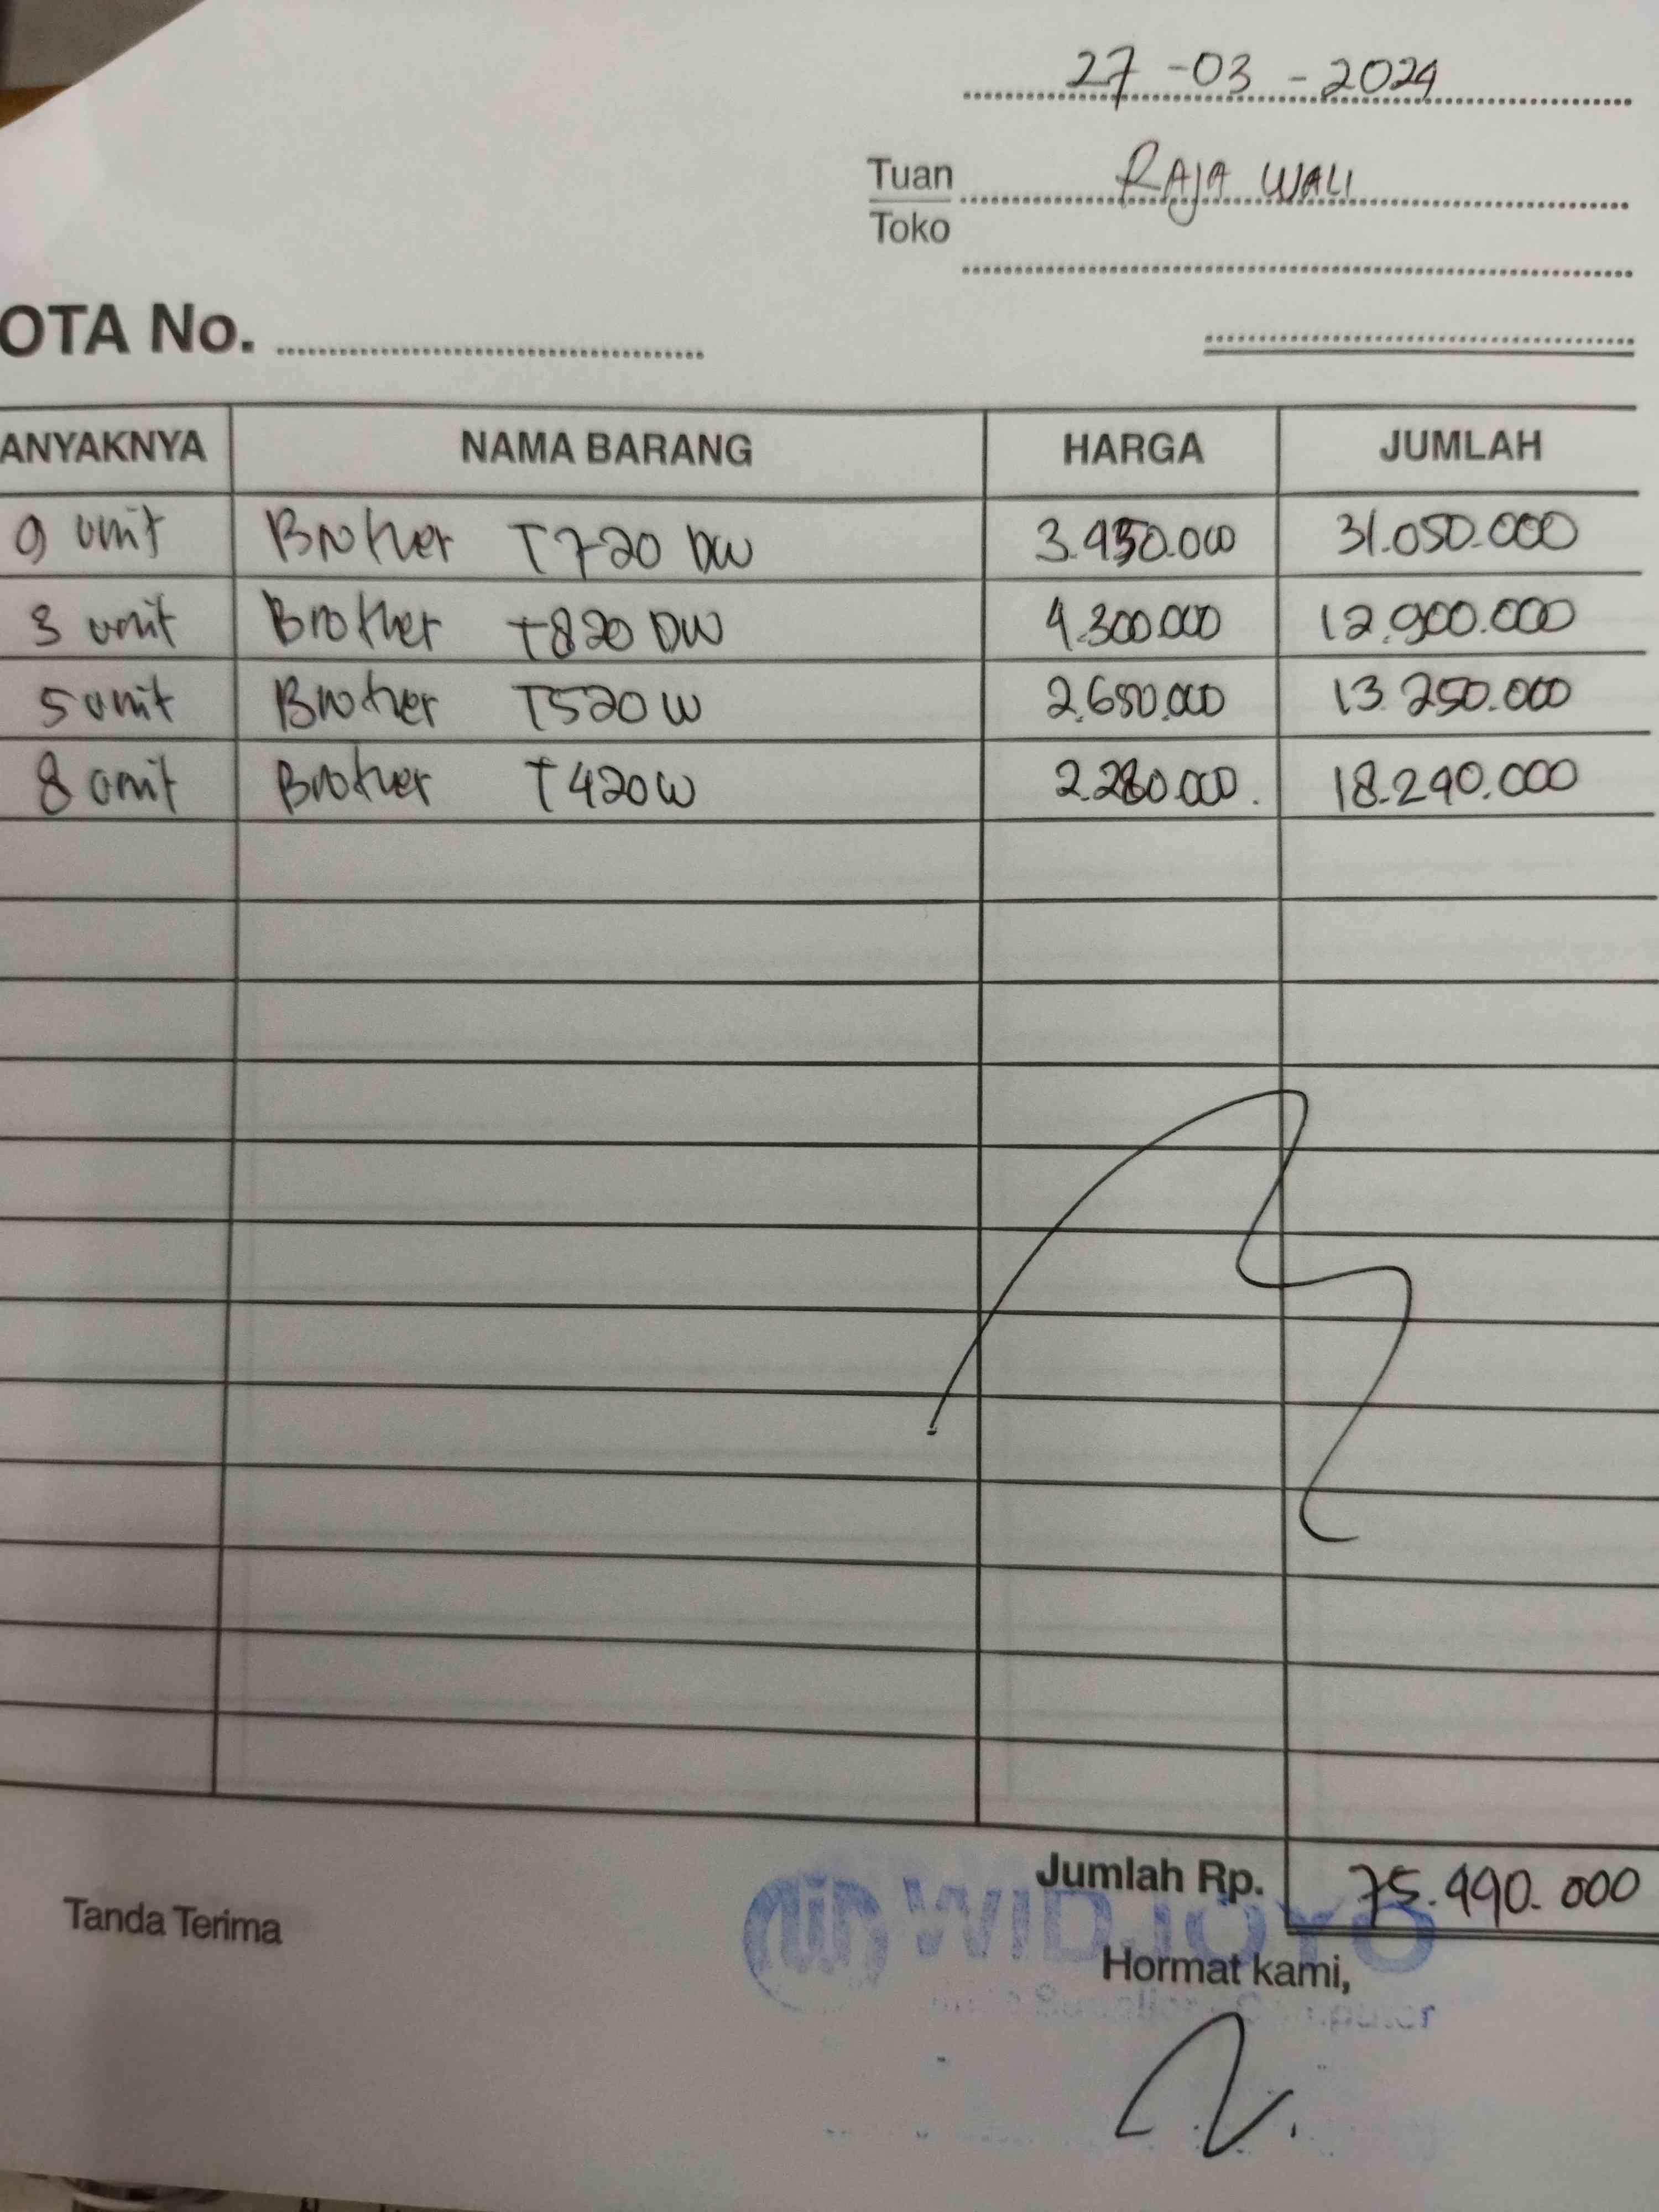 27-03-2024
Tuan RAJA WALI
Toko
OTA No.
ANYAKNYA NAMA BARANG HARGA JUMLAH
9 unit Brother T720 DW 3.450.000 31.050.000
3 unit Brother T820 DW 4.300.000 12.900.000
5 unit Brother T520 W 2.650.000 13.250.000
8 unit Brother T420 W 2.280.000. 18.240.000
Jumlah Rp. 75.440.000
Tanda Terima
WIDJOYO
Hormat kami,